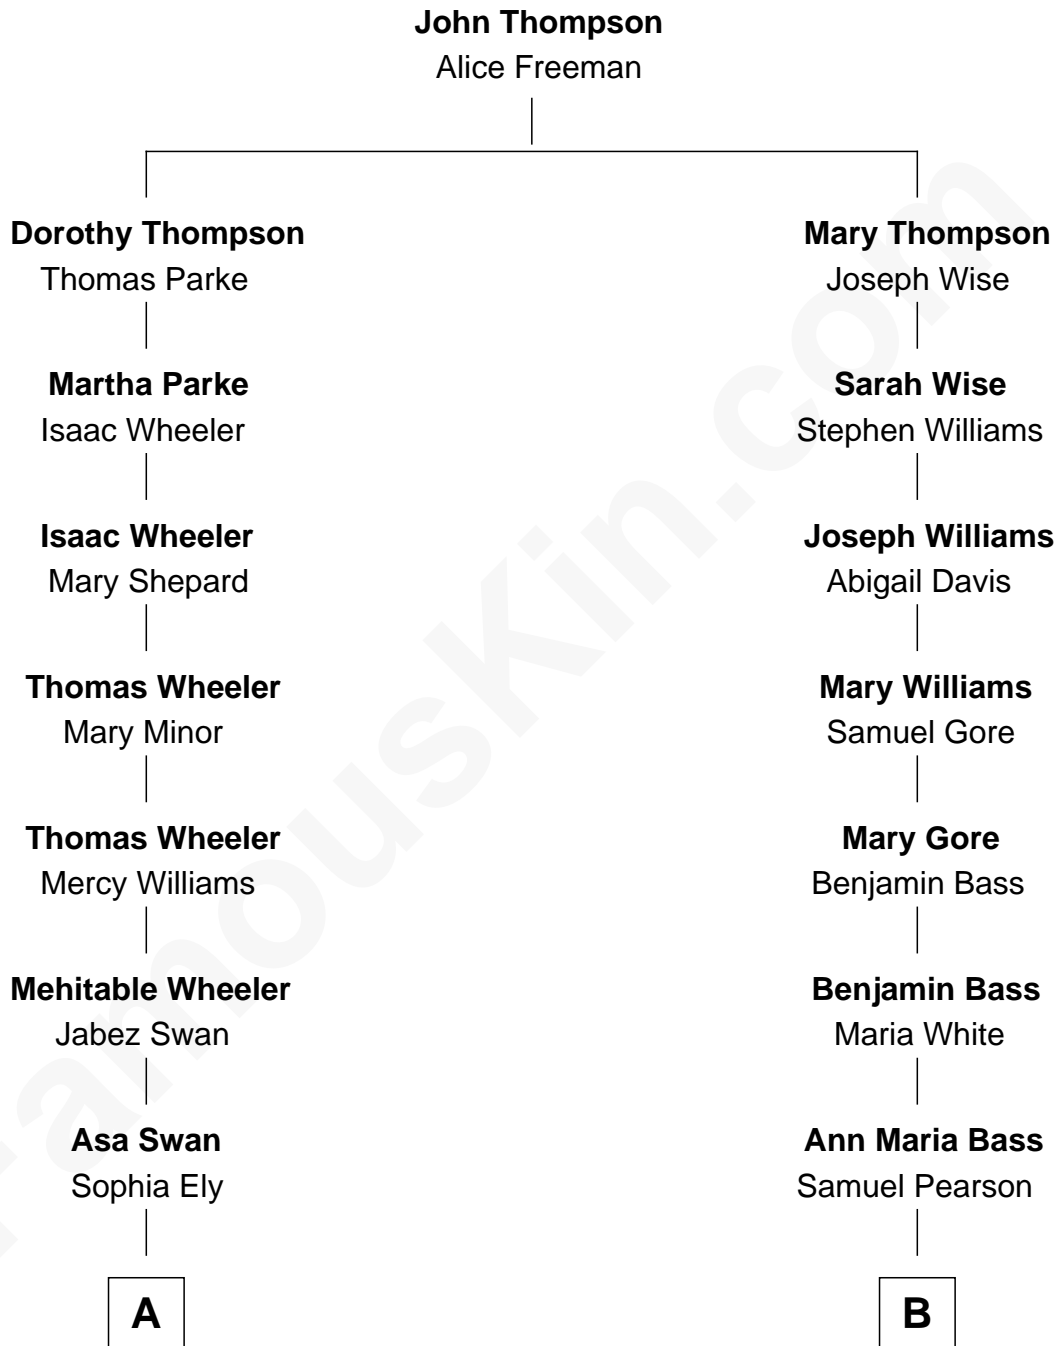 John Thompson
Alice Freeman
Dorothy Thompson
Thomas Parke
Mary Thompson
Joseph Wise
Martha Parke
Isaac Wheeler
Sarah Wise
Stephen Williams
Isaac Wheeler
Mary Shepard
Joseph Williams
Abigail Davis
Thomas Wheeler
Mary Minor
Mary Williams
Samuel Gore
Thomas Wheeler
Mercy Williams
Mary Gore
Benjamin Bass
Mehitable Wheeler
Jabez Swan
Benjamin Bass
Maria White
Asa Swan
Sophia Ely
Ann Maria Bass
Samuel Pearson
A
B
FamousKin.com